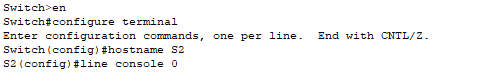 Switch>en
Switch#configure terminal
Enter configuration commands, one per line.  End with CNTL/Z.
Switch(config)#hostname S2
S2(config)#line console 0